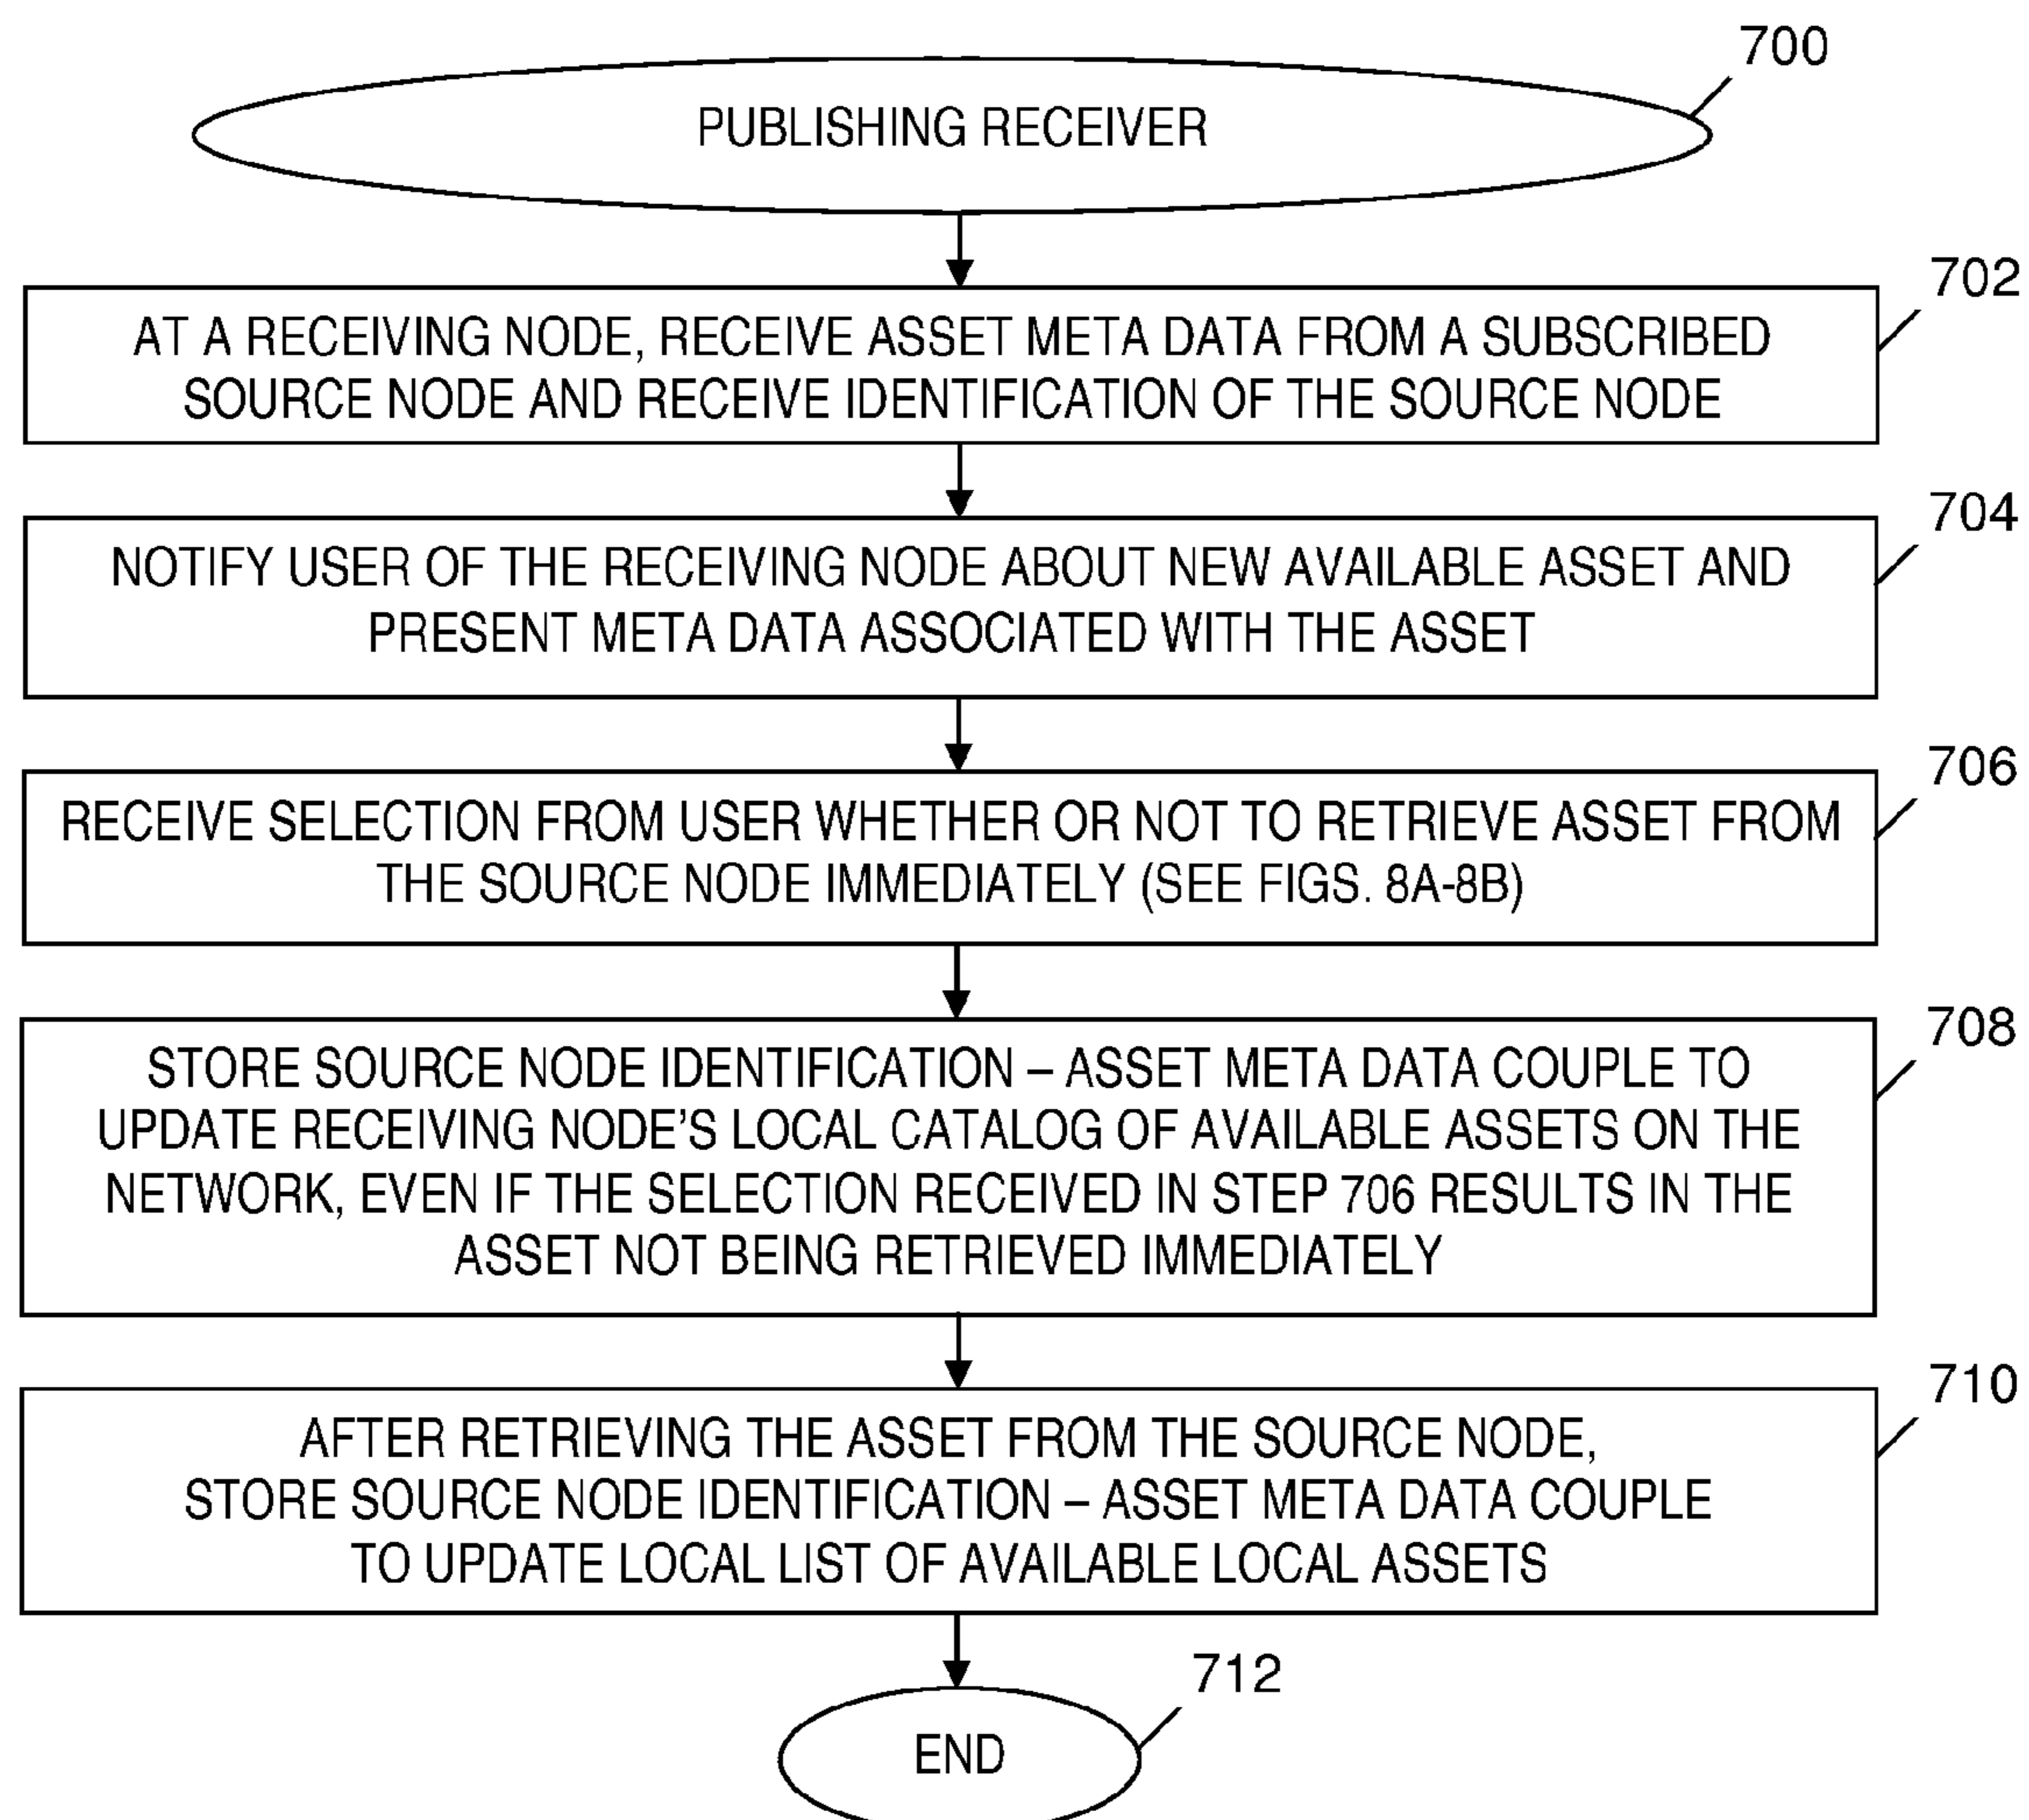 700
PUBLISHING RECEIVER
702
AT A RECEIVING NODE, RECEIVE ASSET META DATA FROM A SUBSCRIBED
SOURCE NODE AND RECEIVE IDENTIFICATION OF THE SOURCE NODE
704
NOTIFY USER OF THE RECEIVING NODE ABOUT NEW AVAILABLE ASSET AND
PRESENT META DATA ASSOCIATED WITH THE ASSET
706
RECEIVE SELECTION FROM USER WHETHER OR NOT TO RETRIEVE ASSET FROM
THE SOURCE NODE IMMEDIATELY (SEE FIGS. 8A-8B)
708
STORE SOURCE NODE IDENTIFICATION – ASSET META DATA COUPLE TO
UPDATE RECEIVING NODE'S LOCAL CATALOG OF AVAILABLE ASSETS ON THE
NETWORK, EVEN IF THE SELECTION RECEIVED IN STEP 706 RESULTS IN THE
ASSET NOT BEING RETRIEVED IMMEDIATELY
710
AFTER RETRIEVING THE ASSET FROM THE SOURCE NODE,
STORE SOURCE NODE IDENTIFICATION – ASSET META DATA COUPLE
TO UPDATE LOCAL LIST OF AVAILABLE LOCAL ASSETS
712
END